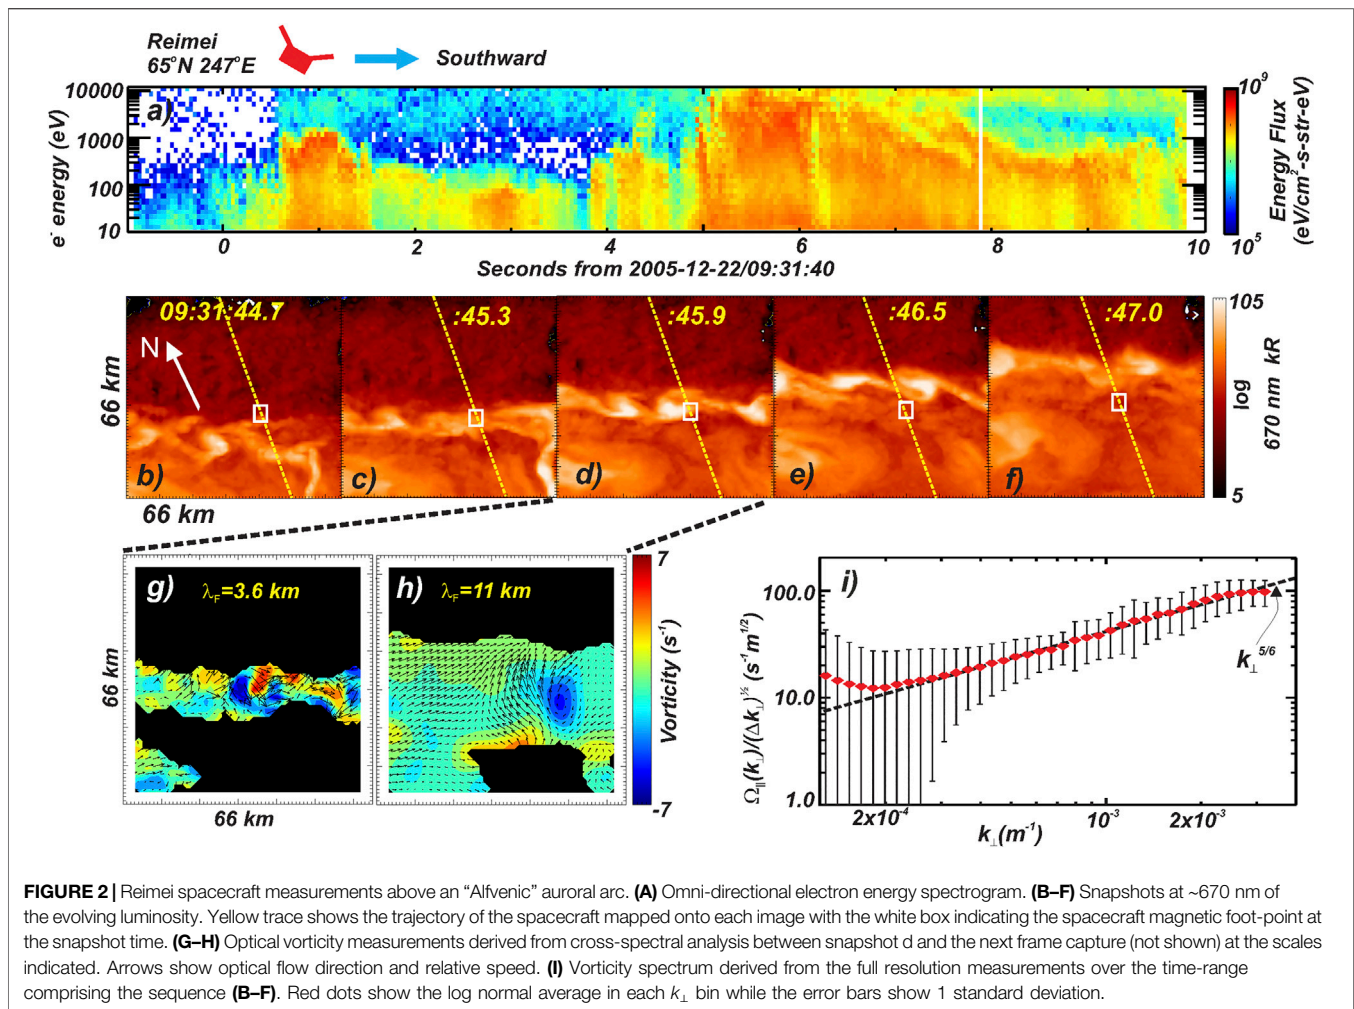 Reimei
65°N 247°E
Southward
a)
e- energy (eV)
10000
1000
100
10
0
2
4
6
8
10
Seconds from 2005-12-22/09:31:40
10^9
10^5
Energy Flux
(eV/cm²-s-str-eV)
09:31:44.7
:45.3
:45.9
:46.5
:47.0
N
66 km
b)
c)
d)
e)
f)
66 km
105
5
log
670 nm kR
g)
λF=3.6 km
h)
λF=11 km
66 km
66 km
7
-7
Vorticity (s-1)
i)
100.0
10.0
1.0
Ω||(k⊥)/(Δk⊥)^½ (s-1m1/2)
k⊥5/6
2x10-4
10-3
2x10-3
k⊥(m-1)
FIGURE 2 | Reimei spacecraft measurements above an “Alfvenic” auroral arc. (A) Omni-directional electron energy spectrogram. (B–F) Snapshots at ~670 nm of
the evolving luminosity. Yellow trace shows the trajectory of the spacecraft mapped onto each image with the white box indicating the spacecraft magnetic foot-point at
the snapshot time. (G–H) Optical vorticity measurements derived from cross-spectral analysis between snapshot d and the next frame capture (not shown) at the scales
indicated. Arrows show optical flow direction and relative speed. (I) Vorticity spectrum derived from the full resolution measurements over the time-range
comprising the sequence (B–F). Red dots show the log normal average in each k⊥ bin while the error bars show 1 standard deviation.